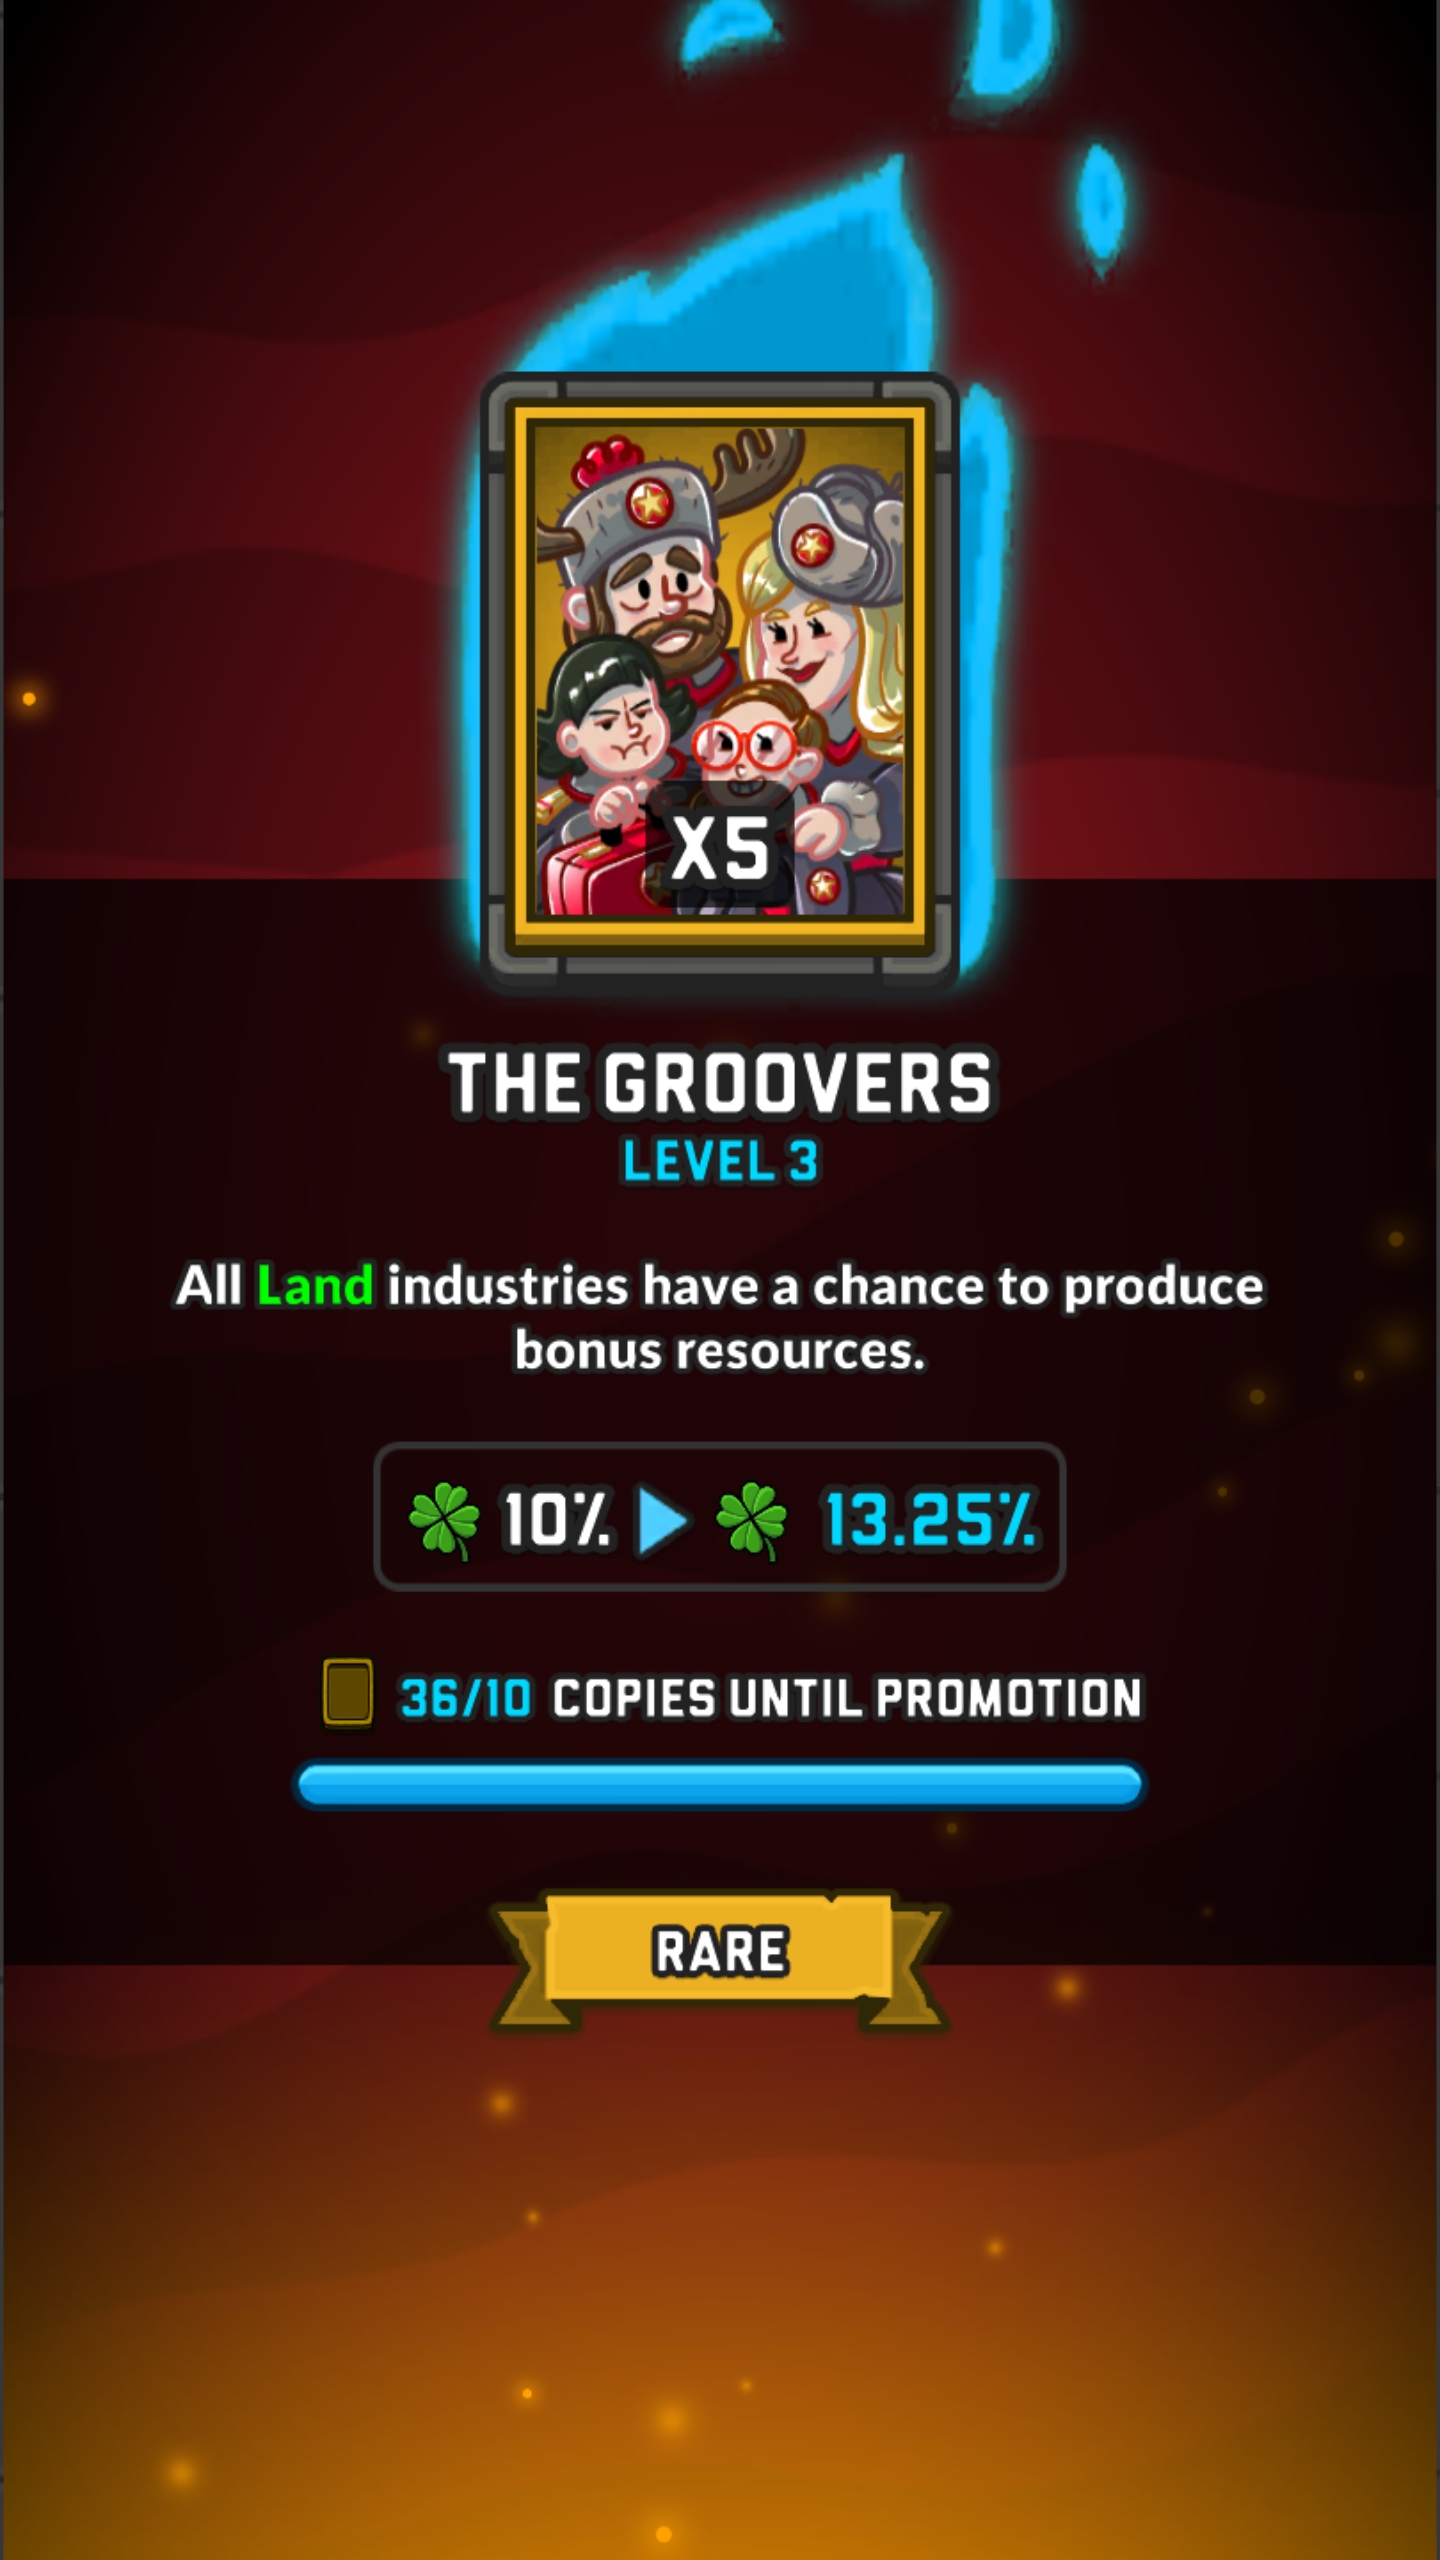 X5
THE GROOVERS
LEVEL 3
All Land industries have a chance to produce
bonus resources.
10% 13.25%
36/10 COPIES UNTIL PROMOTION
RARE